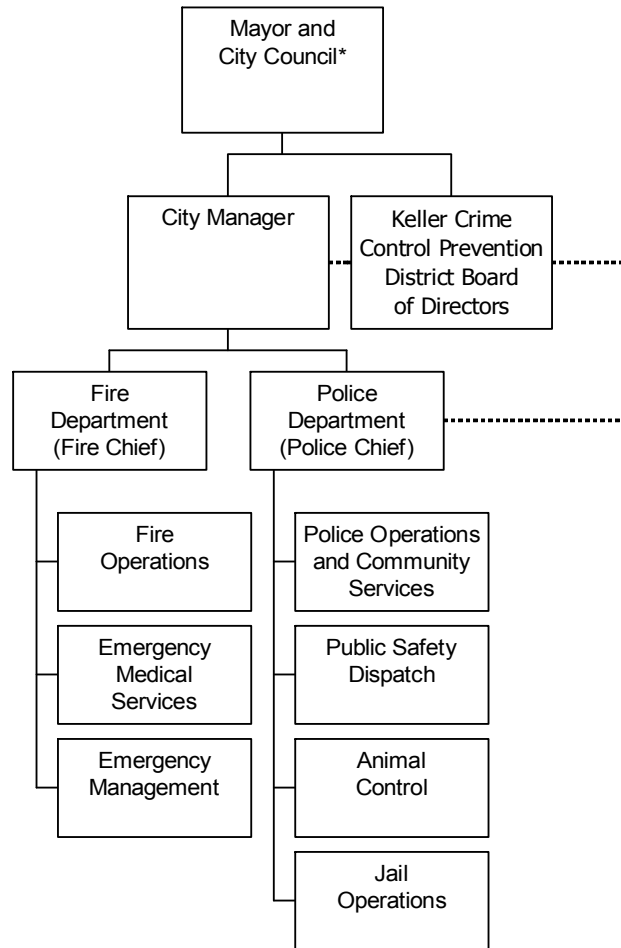 Mayor and
City Council*
City Manager
Keller Crime
Control Prevention
District Board
of Directors
Fire
Department
(Fire Chief)
Police
Department
(Police Chief)
Fire
Operations
Police Operations
and Community
Services
Emergency
Medical
Services
Public Safety
Dispatch
Emergency
Management
Animal
Control
Jail
Operations